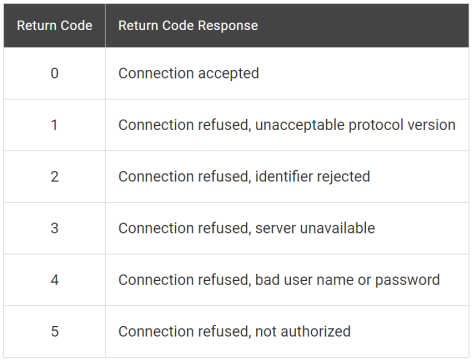 Return Code Return Code Response
0 Connection accepted
1 Connection refused, unacceptable protocol version
2 Connection refused, identifier rejected
3 Connection refused, server unavailable
4 Connection refused, bad user name or password
5 Connection refused, not authorized